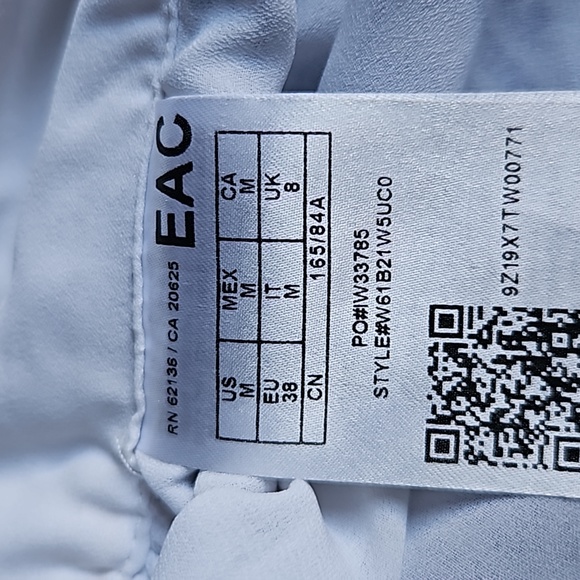 RN 62136 / CA 20625 EAC
US MEX CA
M M M
EU IT UK
38 M 8
CN 165/84A
PO#IW33785
STYLE#W61B21W5UC0
9Z19X7TW00771